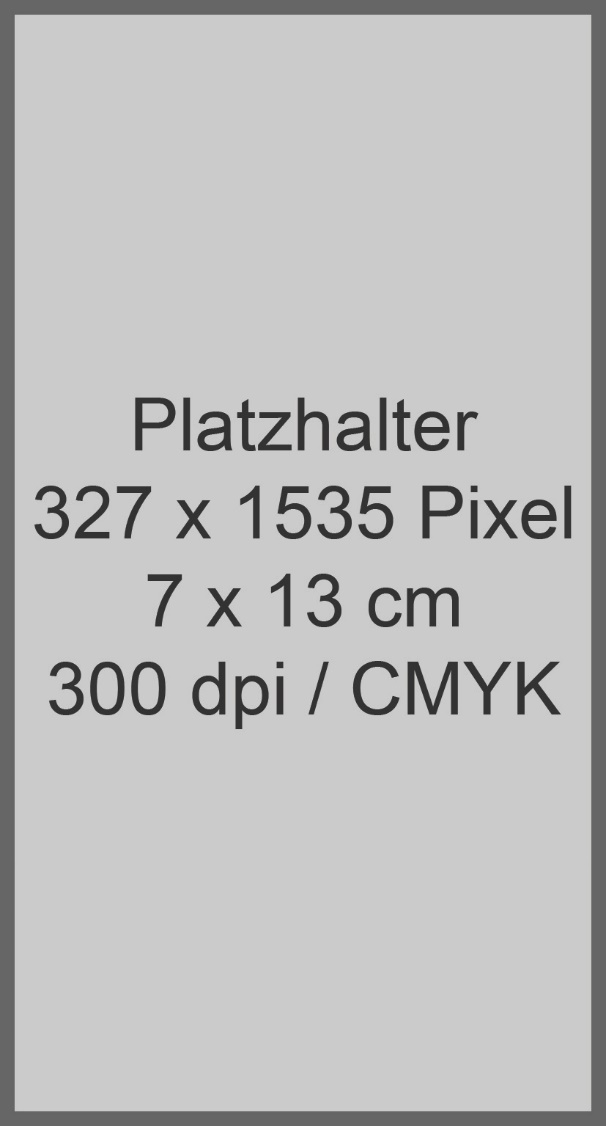 Platzhalter
327 x 1535 Pixel
7 x 13 cm
300 dpi / CMYK